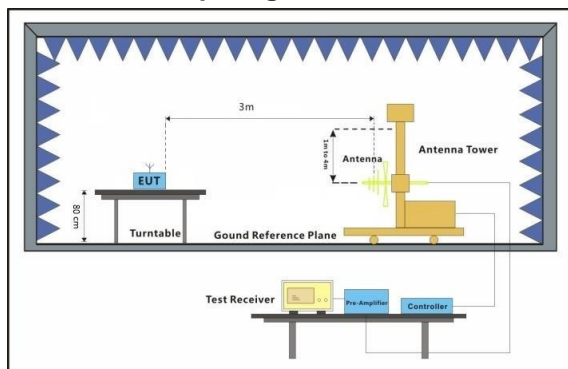 3m
1m to 4m
Antenna
Antenna Tower
EUT
80 cm
Turntable
Gound Reference Plane
Test Receiver
Pre-Amplifier
Controller